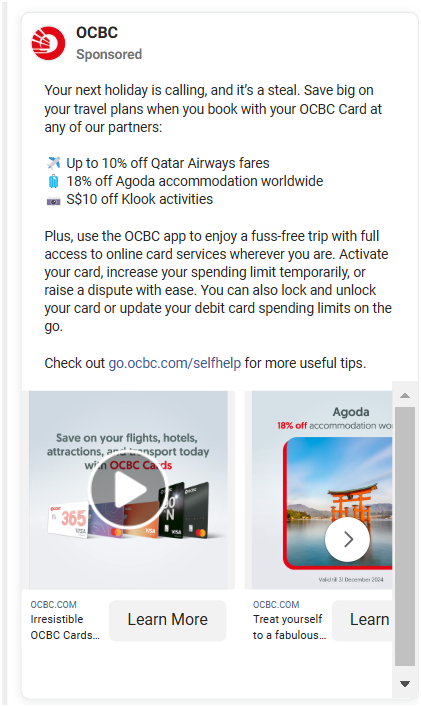 OCBC
Sponsored
Your next holiday is calling, and it's a steal. Save big on
your travel plans when you book with your OCBC Card at
any of our partners:
✈️ Up to 10% off Qatar Airways fares
🧳 18% off Agoda accommodation worldwide
📷 S$10 off Klook activities
Plus, use the OCBC app to enjoy a fuss-free trip with full
access to online card services wherever you are. Activate
your card, increase your spending limit temporarily, or
raise a dispute with ease. You can also lock and unlock
your card or update your debit card spending limits on the
go.
Check out go.ocbc.com/selfhelp for more useful tips.
Save on your flights, hotels,
attractions, and transport today
with OCBC Cards
365
VISA
VISA
VISA
Agoda
18% off accommodation wo
Valid till 31 December 2024
OCBC.COM
Irresistible
OCBC Cards...
Learn More
OCBC.COM
Treat yourself
to a fabulous...
Learn